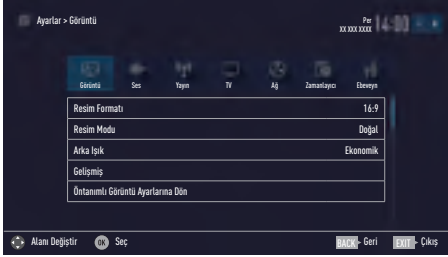 Ayarlar > Görüntü
Per
XX XXX XXXX
14:00
Görüntü Ses Yayın TV Ağ Zamanlayıcı Ebeveyn
Resim Formatı 16:9
Resim Modu Doğal
Arka Işık Ekonomik
Gelişmiş
Öntanımlı Görüntü Ayarlarına Dön
Alanı Değiştir OK Seç BACK Geri EXIT Çıkış